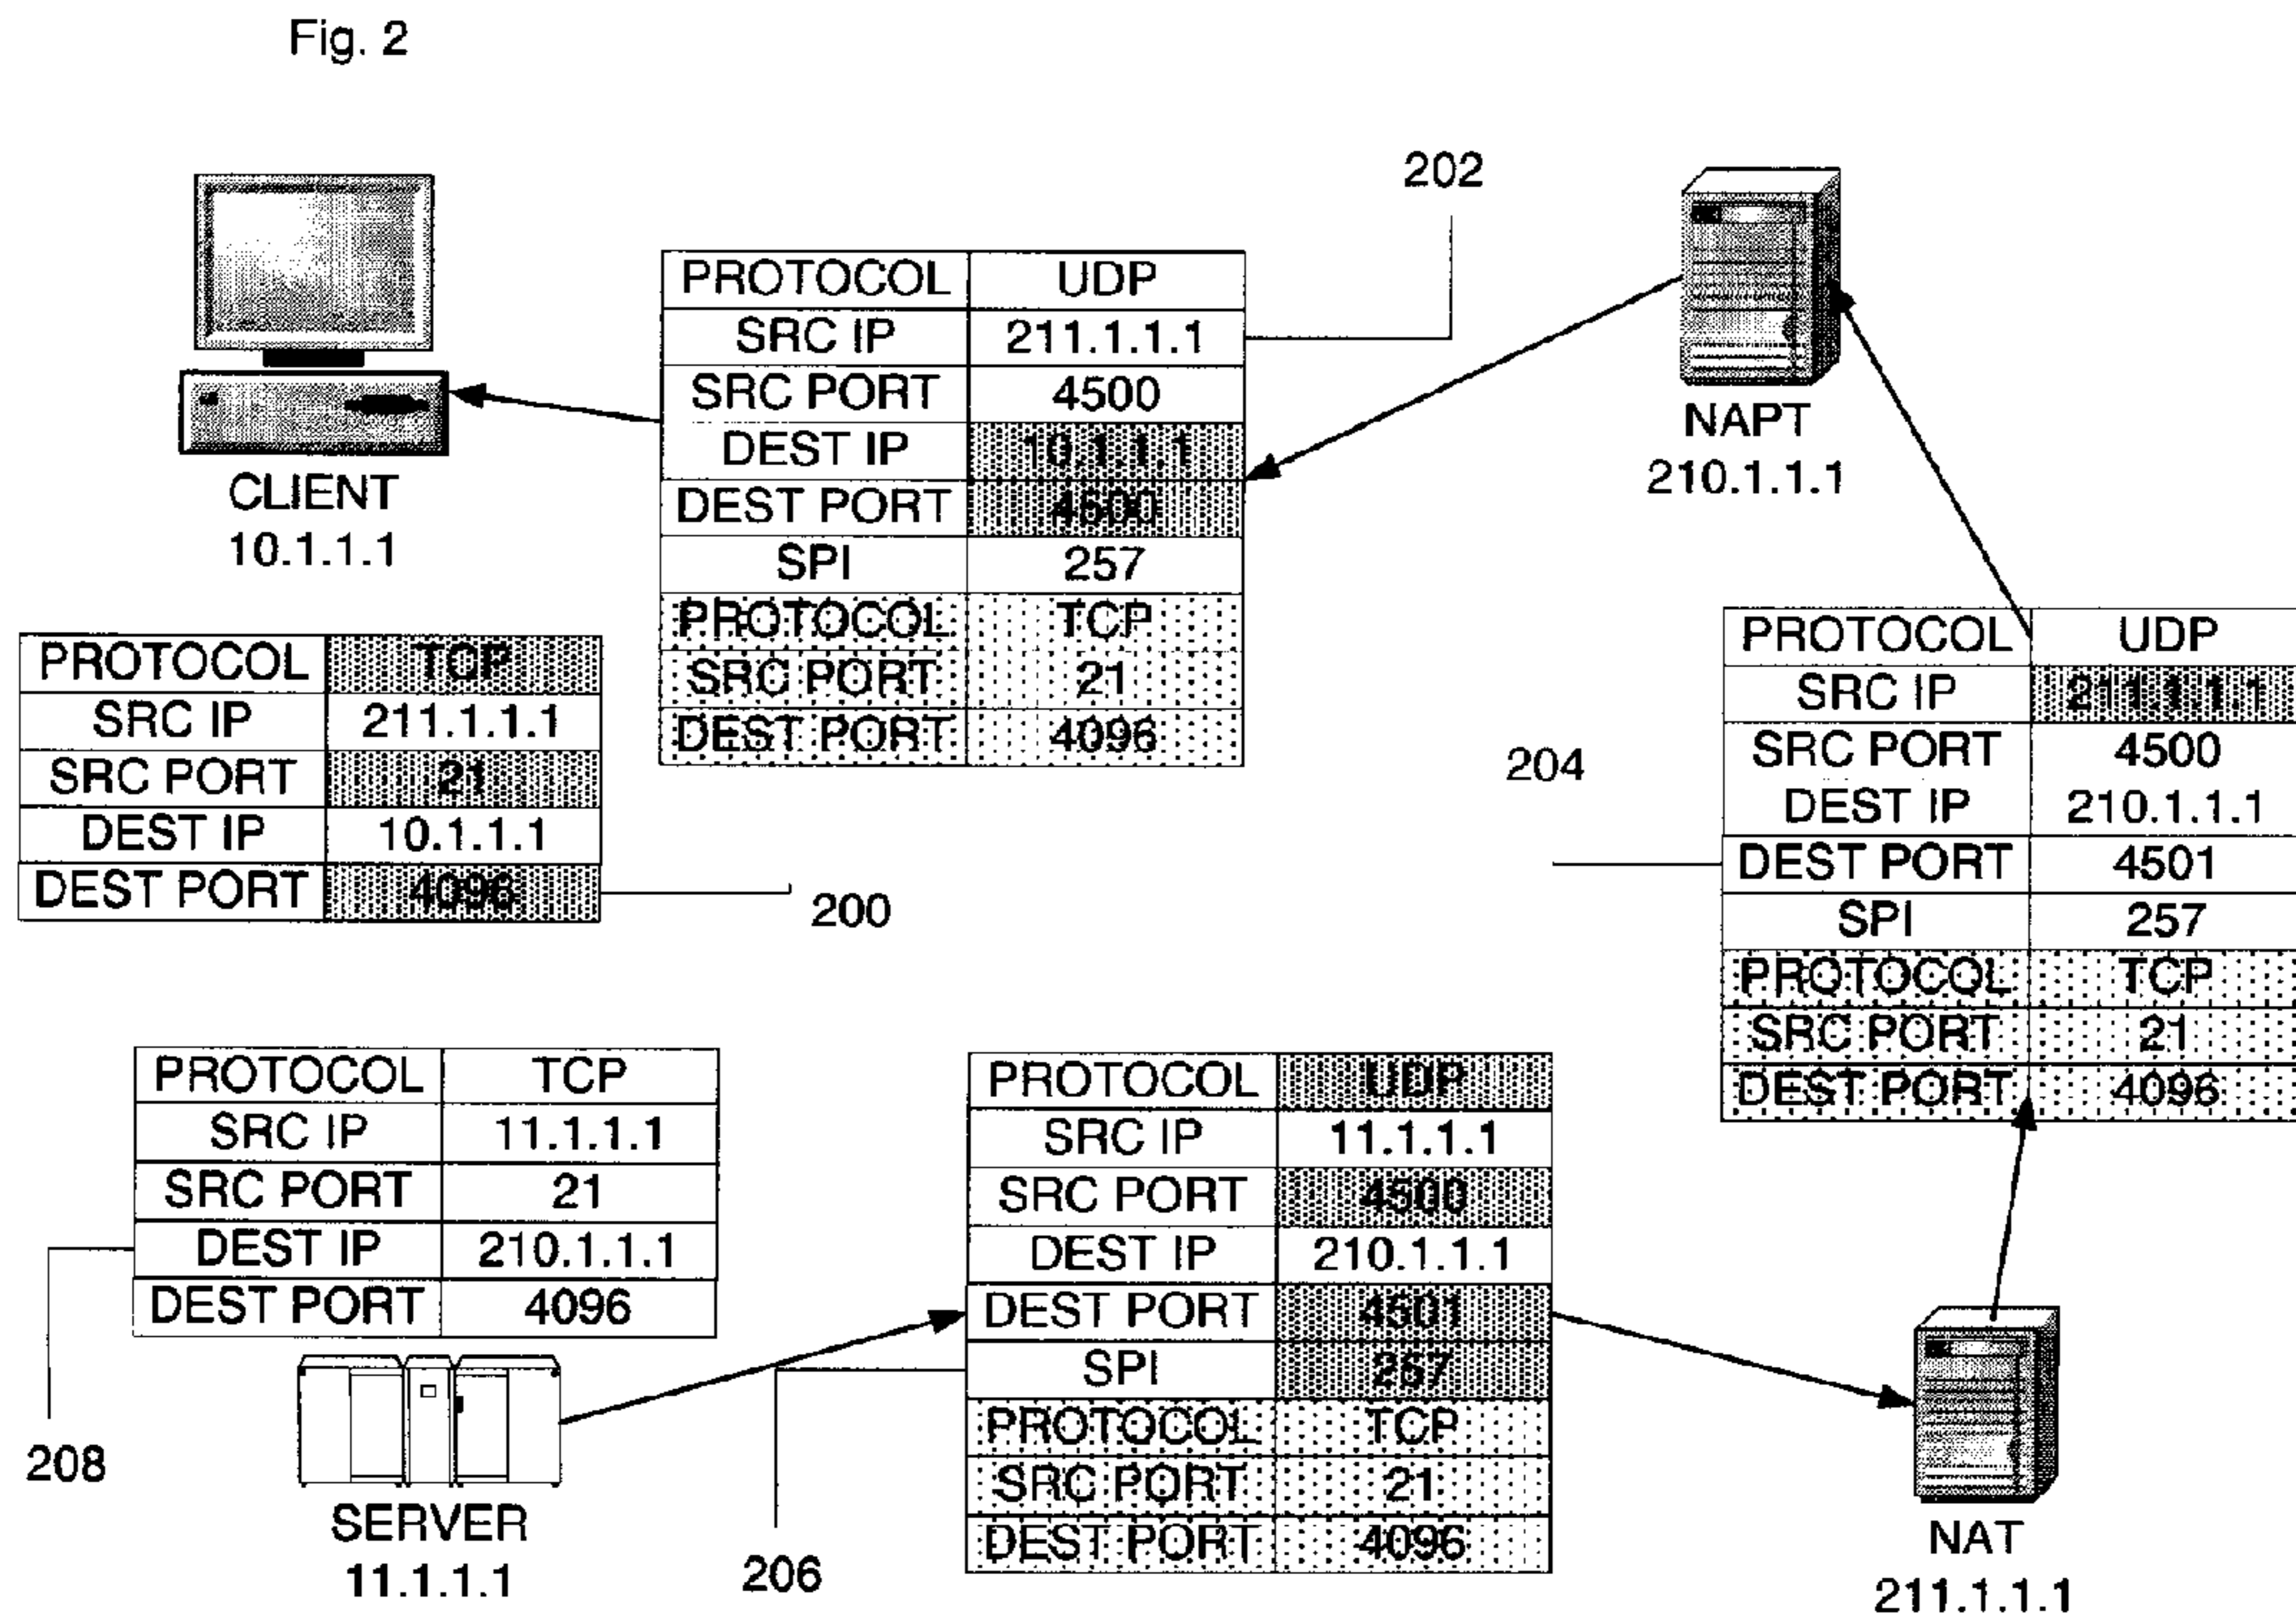 Fig. 2
202
PROTOCOL UDP
SRC IP 211.1.1.1
SRC PORT 4500
DEST IP 10.1.1.1
DEST PORT 4500
SPI 257
PROTOCOL TCP
SRC PORT 21
DEST PORT 4096
CLIENT
10.1.1.1
NAPT
210.1.1.1
PROTOCOL TCP
SRC IP 211.1.1.1
SRC PORT 21
DEST IP 10.1.1.1
DEST PORT 4096
200
204
PROTOCOL UDP
SRC IP 211.1.1.1
SRC PORT 4500
DEST IP 210.1.1.1
DEST PORT 4501
SPI 257
PROTOCOL TCP
SRC PORT 21
DEST PORT 4096
PROTOCOL TCP
SRC IP 11.1.1.1
SRC PORT 21
DEST IP 210.1.1.1
DEST PORT 4096
208
SERVER
11.1.1.1
PROTOCOL UDP
SRC IP 11.1.1.1
SRC PORT 4500
DEST IP 210.1.1.1
DEST PORT 4501
SPI 257
PROTOCOL TCP
SRC PORT 21
DEST PORT 4096
206
NAT
211.1.1.1